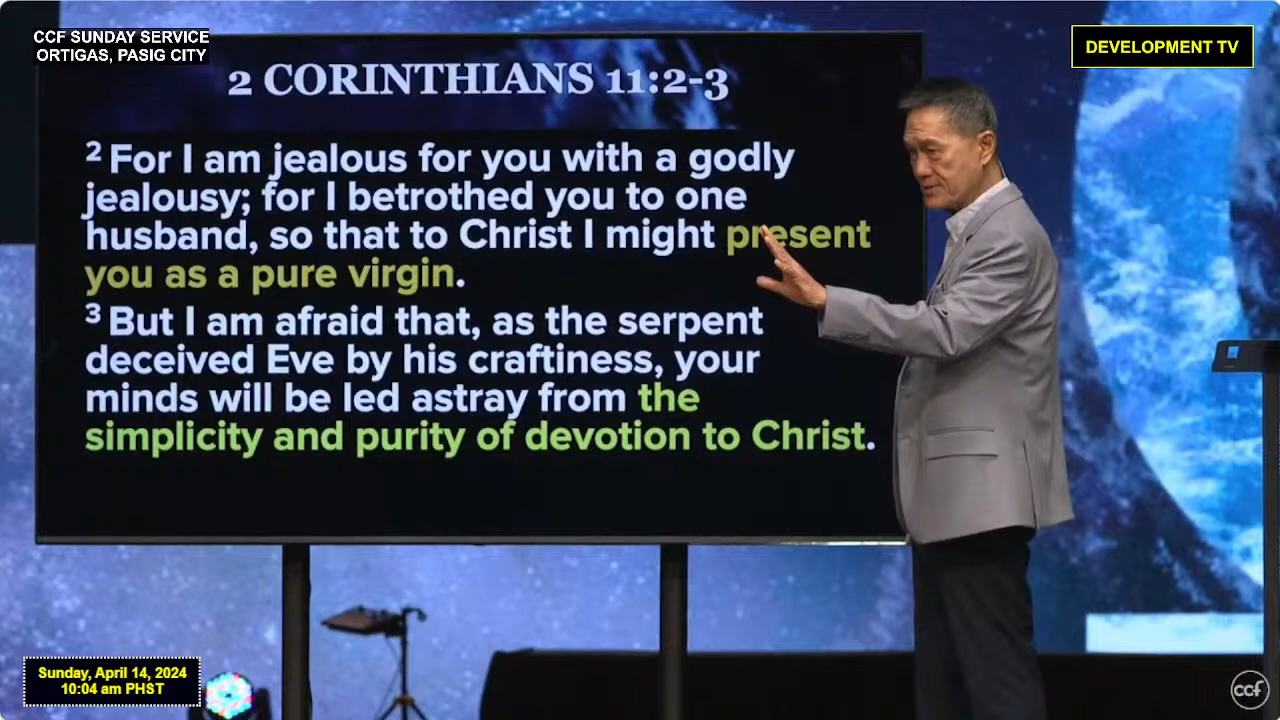 CCF SUNDAY SERVICE
ORTIGAS, PASIG CITY
DEVELOPMENT TV
2 CORINTHIANS 11:2-3
2 For I am jealous for you with a godly
jealousy; for I betrothed you to one
husband, so that to Christ I might present
you as a pure virgin.
3 But I am afraid that, as the serpent
deceived Eve by his craftiness, your
minds will be led astray from the
simplicity and purity of devotion to Christ.
Sunday, April 14, 2024
10:04 am PHST
ccf